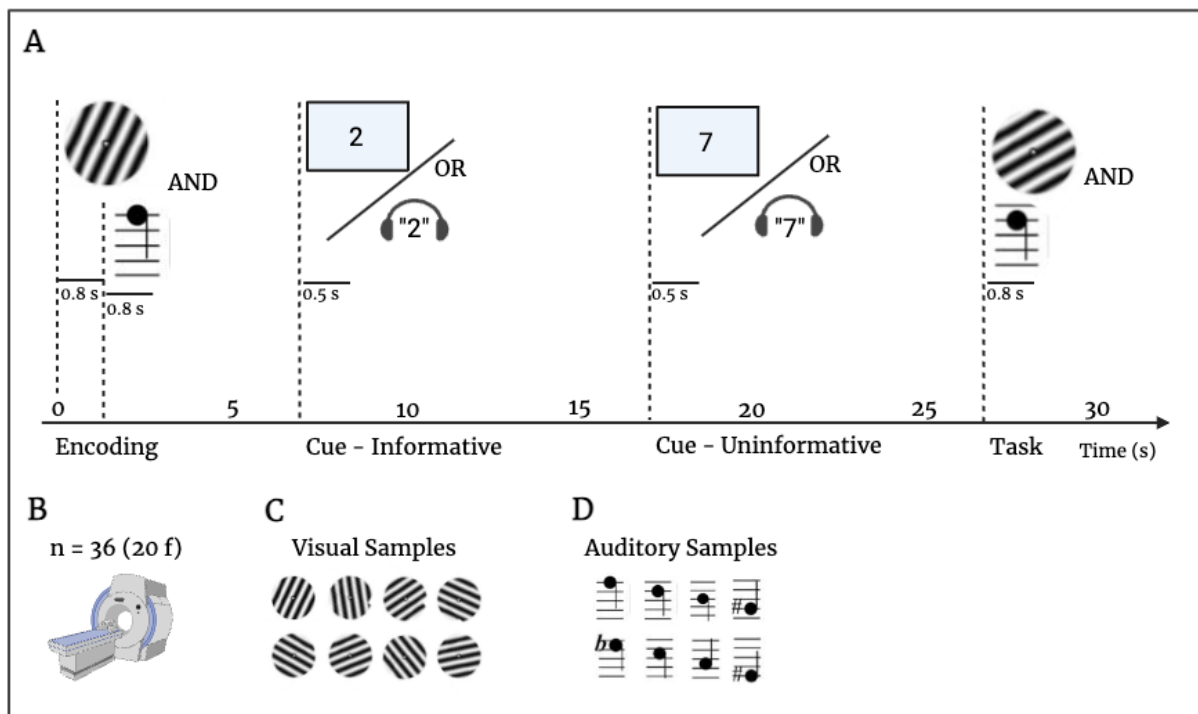 A
AND
0.8 s
0.8 s
2
OR
"2"
0.5 s
7
OR
"7"
0.5 s
AND
0.8 s
0 5 10 15 20 25 30
Encoding Cue - Informative Cue - Uninformative Task Time (s)
B C D
n = 36 (20 f) Visual Samples Auditory Samples
#
b #